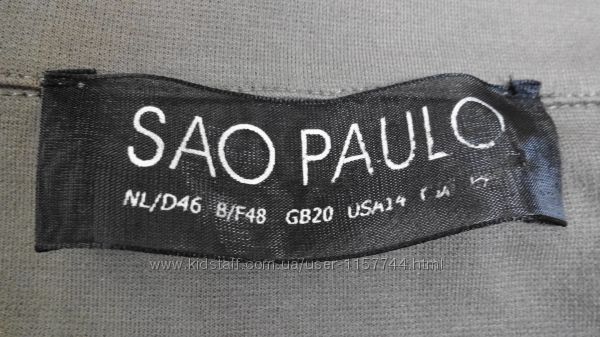 SAO PAULO
NL/D46 B/F48 GB20 USA14
www.kidstaff.com.ua/user-1157744.html